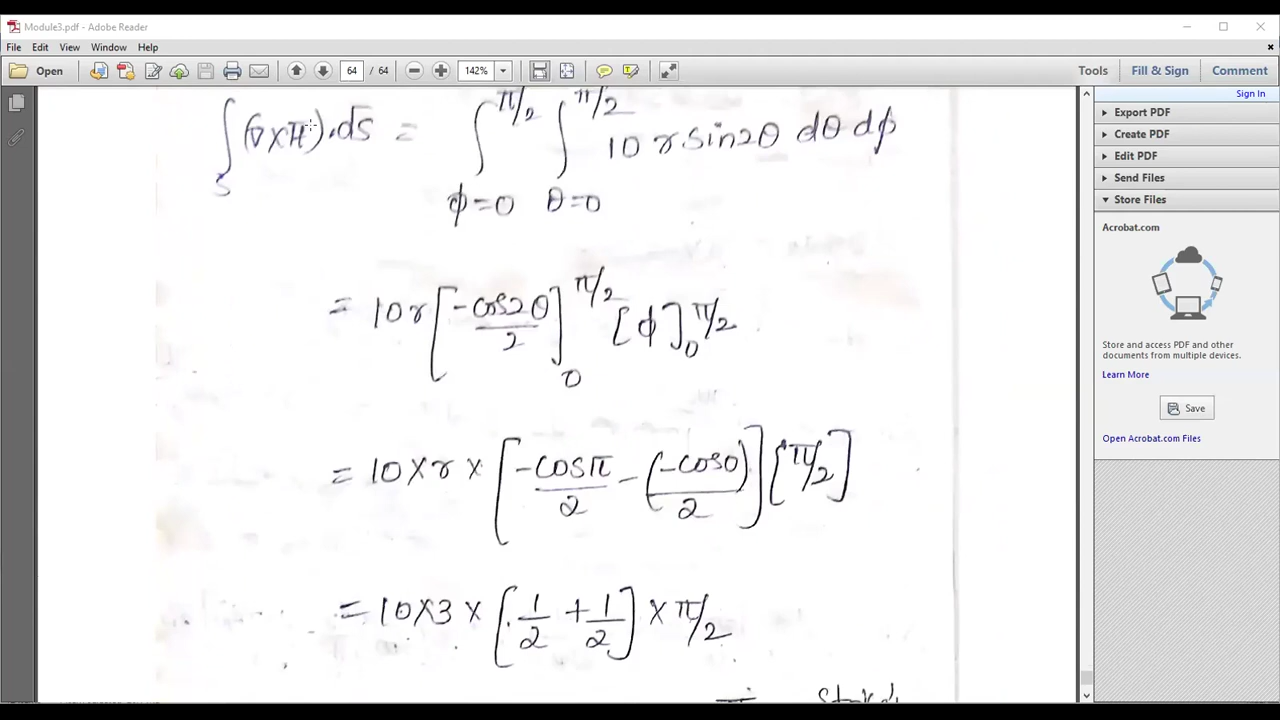 Module3.pdf - Adobe Reader
File Edit View Window Help
Open 64 / 64 142% Tools Fill & Sign Comment
Sign In
∫S (∇×H̄).ds̄ = ∫φ=0^π/2 ∫θ=0^π/2 10 r sin2θ dθ dφ
= 10r [-cos2θ/2]0^π/2 [φ]0^π/2
= 10×r× [-cosπ/2 - (-cos0)/2] [π/2]
= 10×3× [1/2 + 1/2] × π/2
Export PDF
Create PDF
Edit PDF
Send Files
Store Files
Acrobat.com
Store and access PDF and other
documents from multiple devices.
Learn More
Save
Open Acrobat.com Files